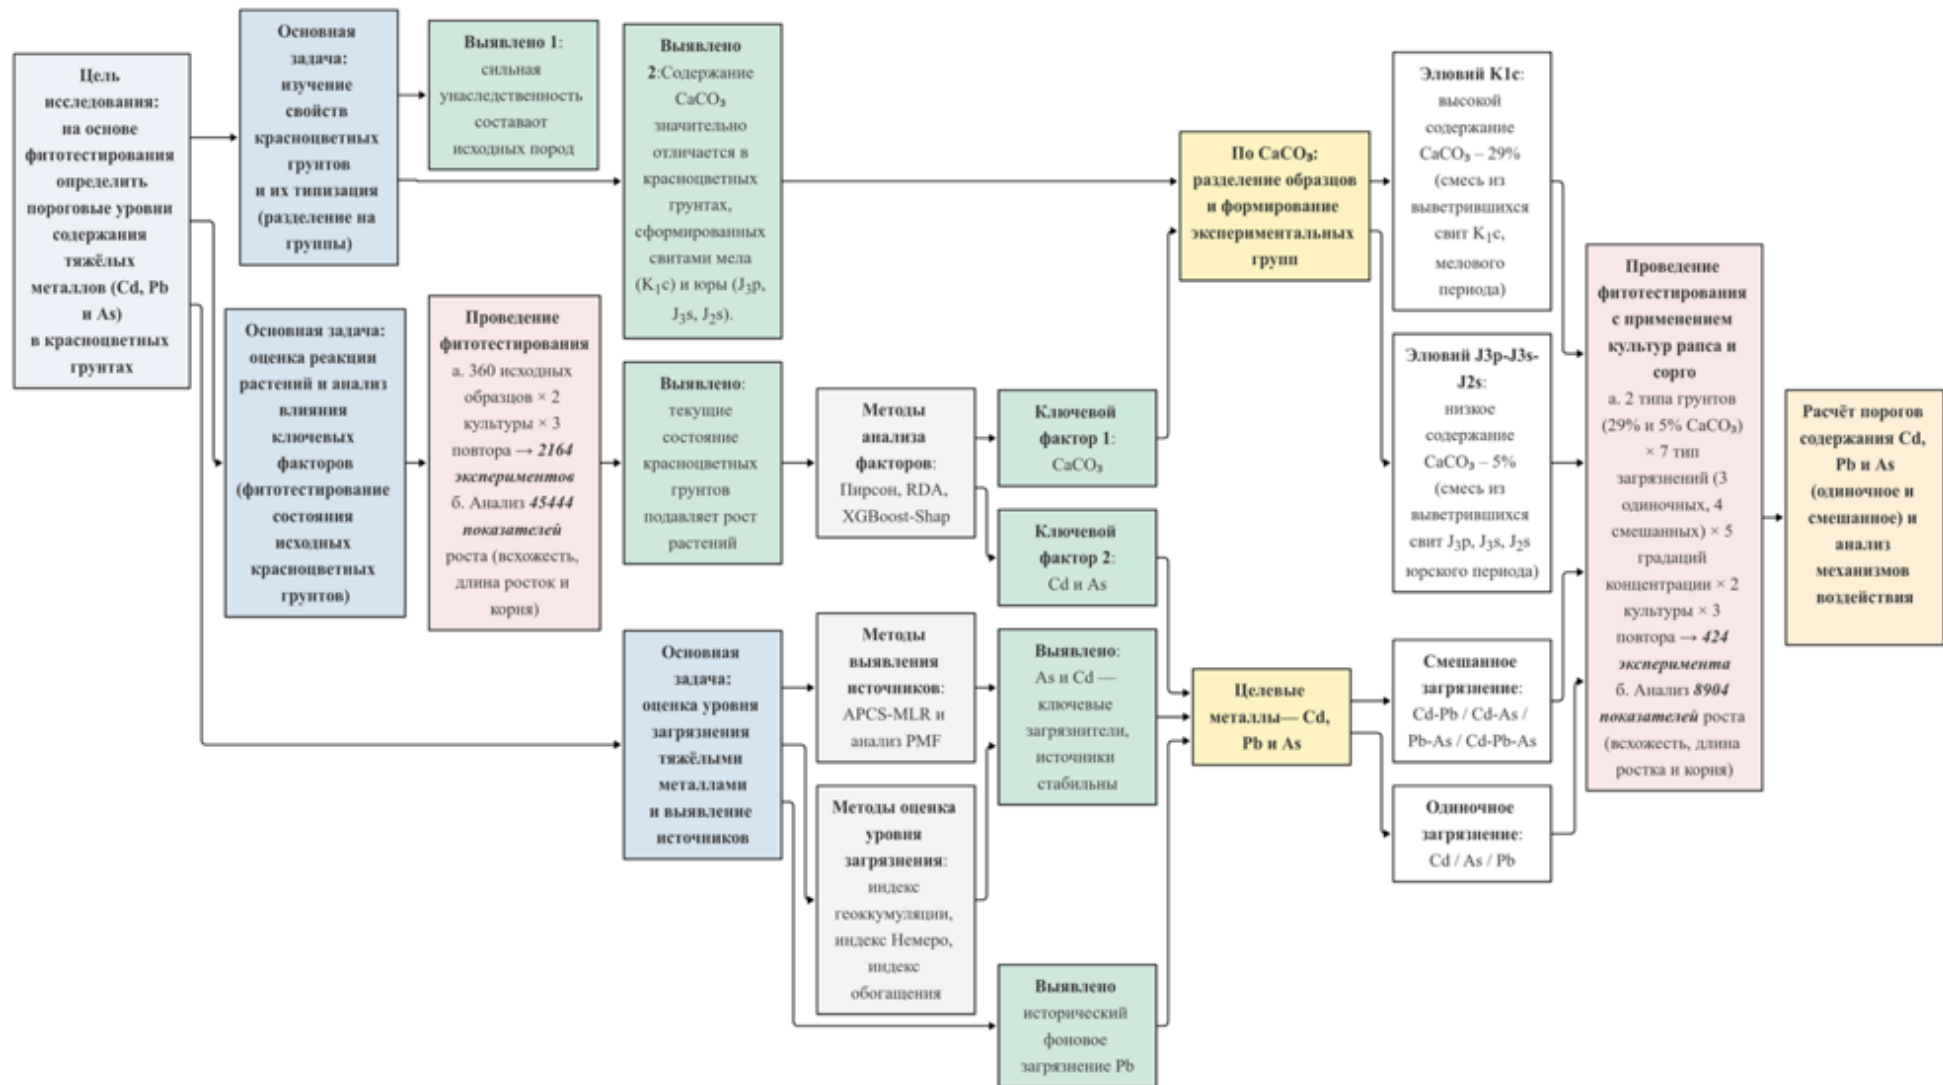 Цель
исследования:
на основе
фитотестирования
определить
пороговые уровни
содержания
тяжёлых
металлов (Cd, Pb
и As)
в красноцветных
грунтах
Основная
задача:
изучение
свойств
красноцветных
грунтов
и их типизация
(разделение на
группы)
Выявлено 1:
сильная
унаследственность
составаот
исходных пород
Выявлено
2:Содержание
CaCO₃
значительно
отличается в
красноцветных
грунтах,
сформированных
свитами мела
(K₁c) и юры (J₃p,
J₃s, J₂s).
Основная задача:
оценка реакции
растений и анализ
влияния
ключевых
факторов
(фитотестирование
состояния
исходных
красноцветных
грунтов)
Проведение
фитотестирования
а. 360 исходных
образцов × 2
культуры × 3
повтора → 2164
экспериментов
б. Анализ 45444
показателей
роста (всхожесть,
длина росток и
корня)
Выявлено:
текущие
состояние
красноцветных
грунтов
подавляет рост
растений
Методы
анализа
факторов:
Пирсон, RDA,
XGBoost-Shap
Ключевой
фактор 1:
CaCO₃
Ключевой
фактор 2:
Cd и As
Основная
задача:
оценка уровня
загрязнения
тяжёлыми
металлами
и выявление
источников
Методы
выявления
источников:
APCS-MLR и
анализ PMF
Методы оценка
уровня
загрязнения:
индекс
геоккумуляции,
индекс Немеро,
индекс
обогащения
Выявлено:
As и Cd —
ключевые
загрязнители,
источники
стабильны
Выявлено
исторический
фоновое
загрязнение Pb
По CaCO₃:
разделение образцов
и формирование
экспериментальных
групп
Целевые
металлы— Cd,
Pb и As
Элювий K1c:
высокой
содержание
CaCO₃ – 29%
(смесь из
выветрившихся
свит K₁c,
мелового
периода)
Элювий J3p-J3s-
J2s:
низкое
содержание
CaCO₃ – 5%
(смесь из
выветрившихся
свит J₃p, J₃s, J₂s
юрского периода)
Смешанное
загрязнение:
Cd-Pb / Cd-As /
Pb-As / Cd-Pb-As
Одиночное
загрязнение:
Cd / As / Pb
Проведение
фитотестирования
с применением
культур рапса и
сорго
а. 2 типа грунтов
(29% и 5% CaCO₃)
× 7 тип
загрязнений (3
одиночных, 4
смешанных) × 5
градаций
концентрации × 2
культуры × 3
повтора → 424
эксперимента
б. Анализ 8904
показателей роста
(всхожесть, длина
ростка и корня)
Расчёт порогов
содержания Cd,
Pb и As
(одиночное и
смешанное) и
анализ
механизмов
воздействия